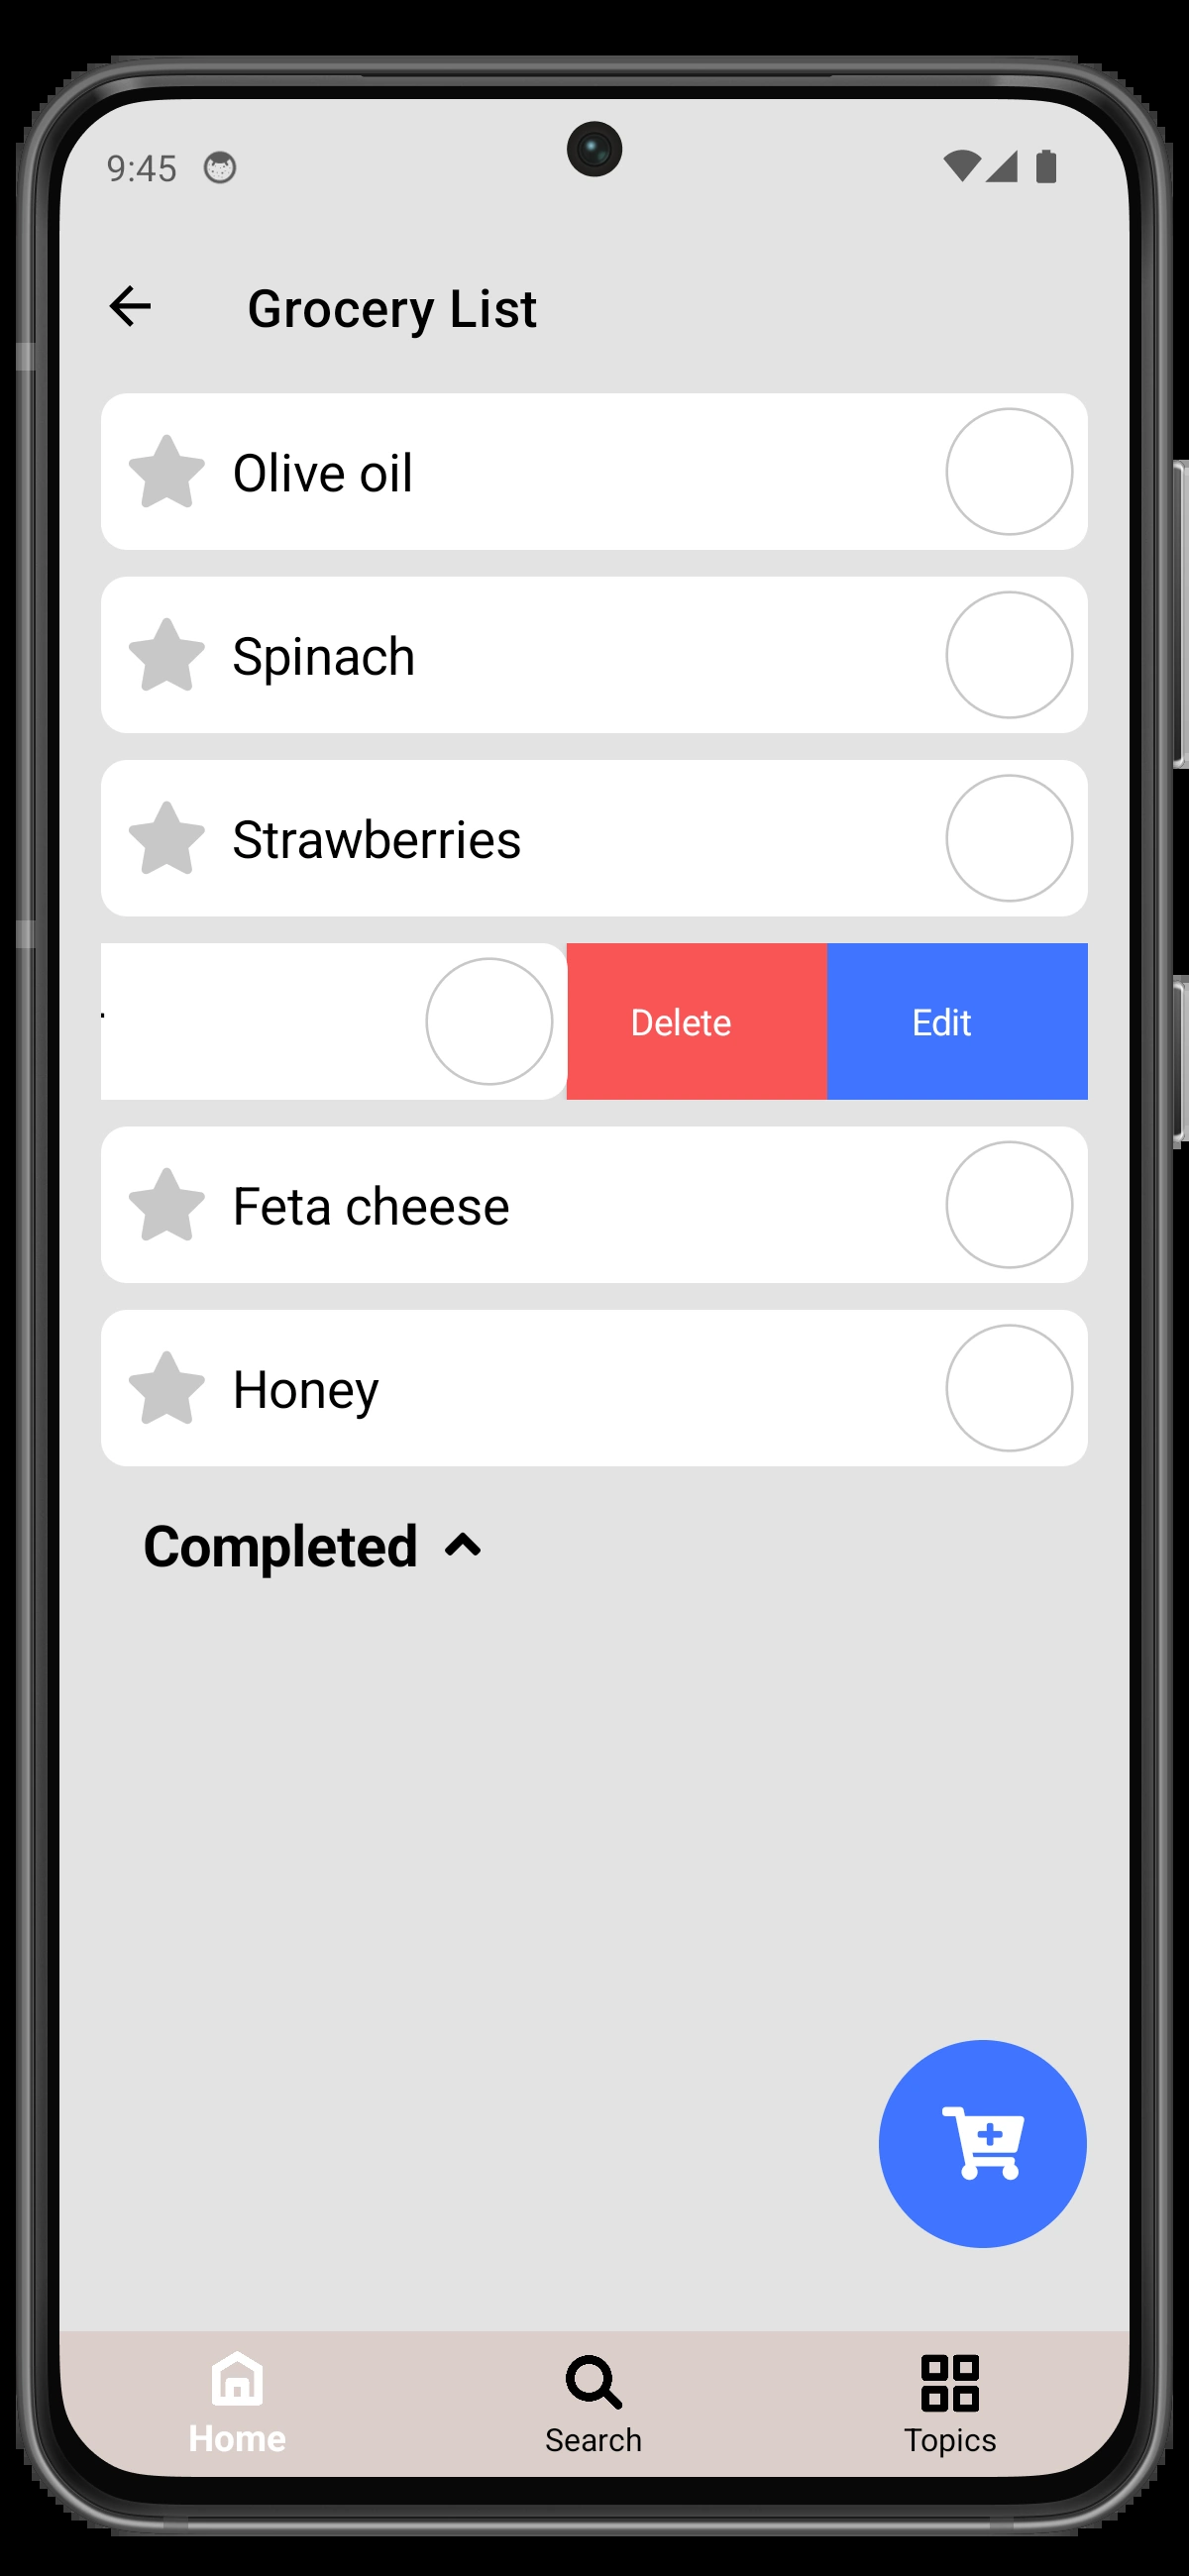 9:45
Grocery List
Olive oil
Spinach
Strawberries
Delete Edit
Feta cheese
Honey
Completed
Home Search Topics